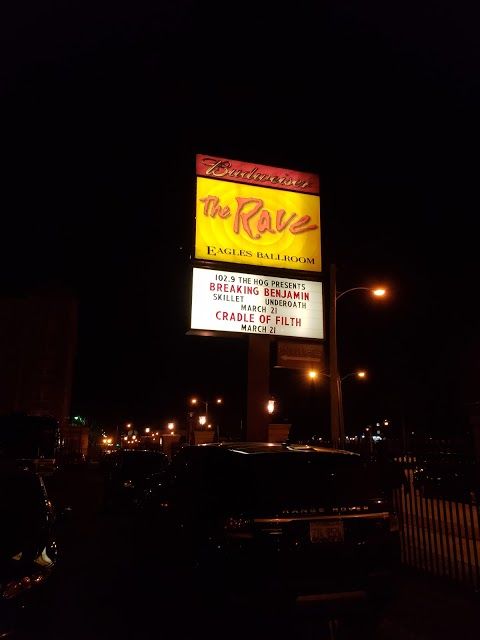 Budweiser
The Rave
EAGLES BALLROOM
102.9 THE HOG PRESENTS
BREAKING BENJAMIN
SKILLET UNDEROATH
MARCH 21
CRADLE OF FILTH
MARCH 21
RANGE ROVER